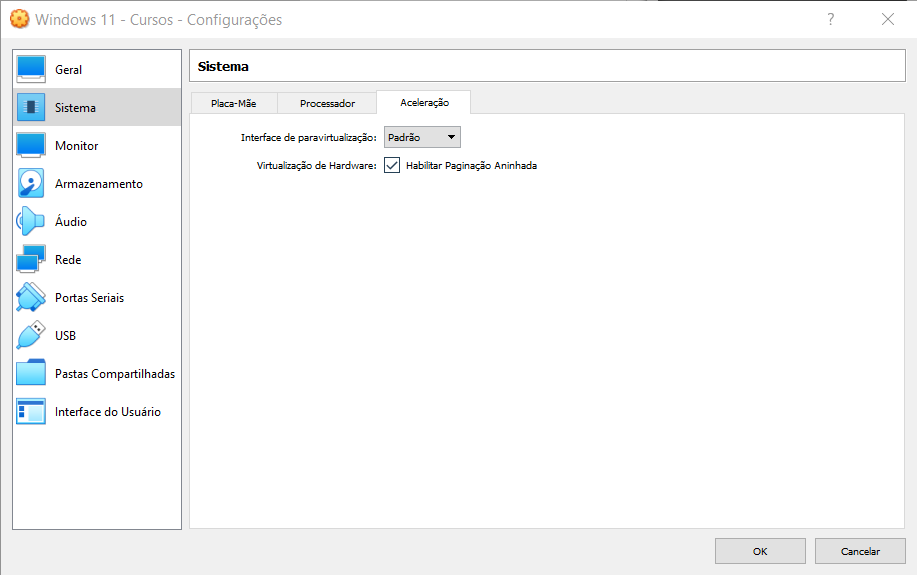 Windows 11 - Cursos - Configurações
?
Geral
Sistema
Monitor
Armazenamento
Áudio
Rede
Portas Seriais
USB
Pastas Compartilhadas
Interface do Usuário
Sistema
Placa-Mãe
Processador
Aceleração
Interface de paravirtualização: Padrão
Virtualização de Hardware: Habilitar Paginação Aninhada
OK
Cancelar